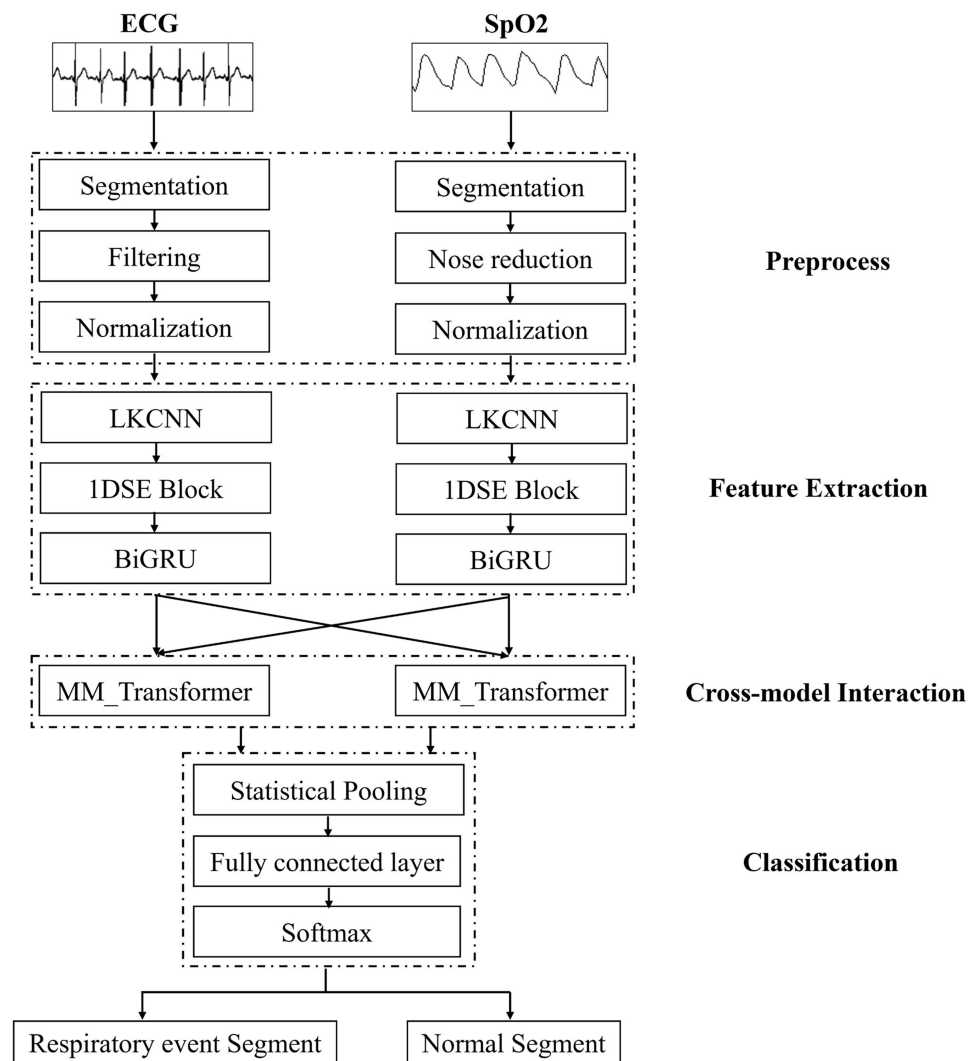 ECG
SpO2
Segmentation
Segmentation
Filtering
Nose reduction
Preprocess
Normalization
Normalization
LKCNN
LKCNN
1DSE Block
1DSE Block
Feature Extraction
BiGRU
BiGRU
MM_Transformer
MM_Transformer
Cross-model Interaction
Statistical Pooling
Fully connected layer
Classification
Softmax
Respiratory event Segment
Normal Segment